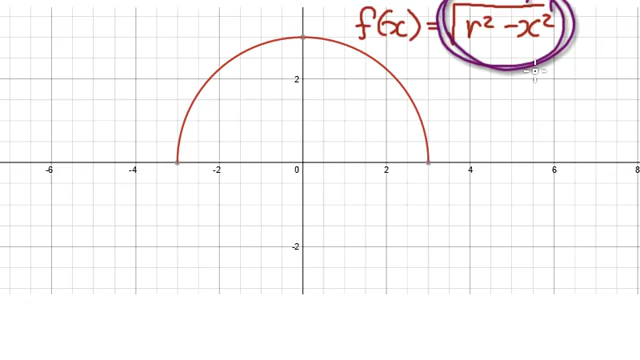 f(x) = √r² - x²
2
-6 -4 -2 0 2 4 6 8
-2